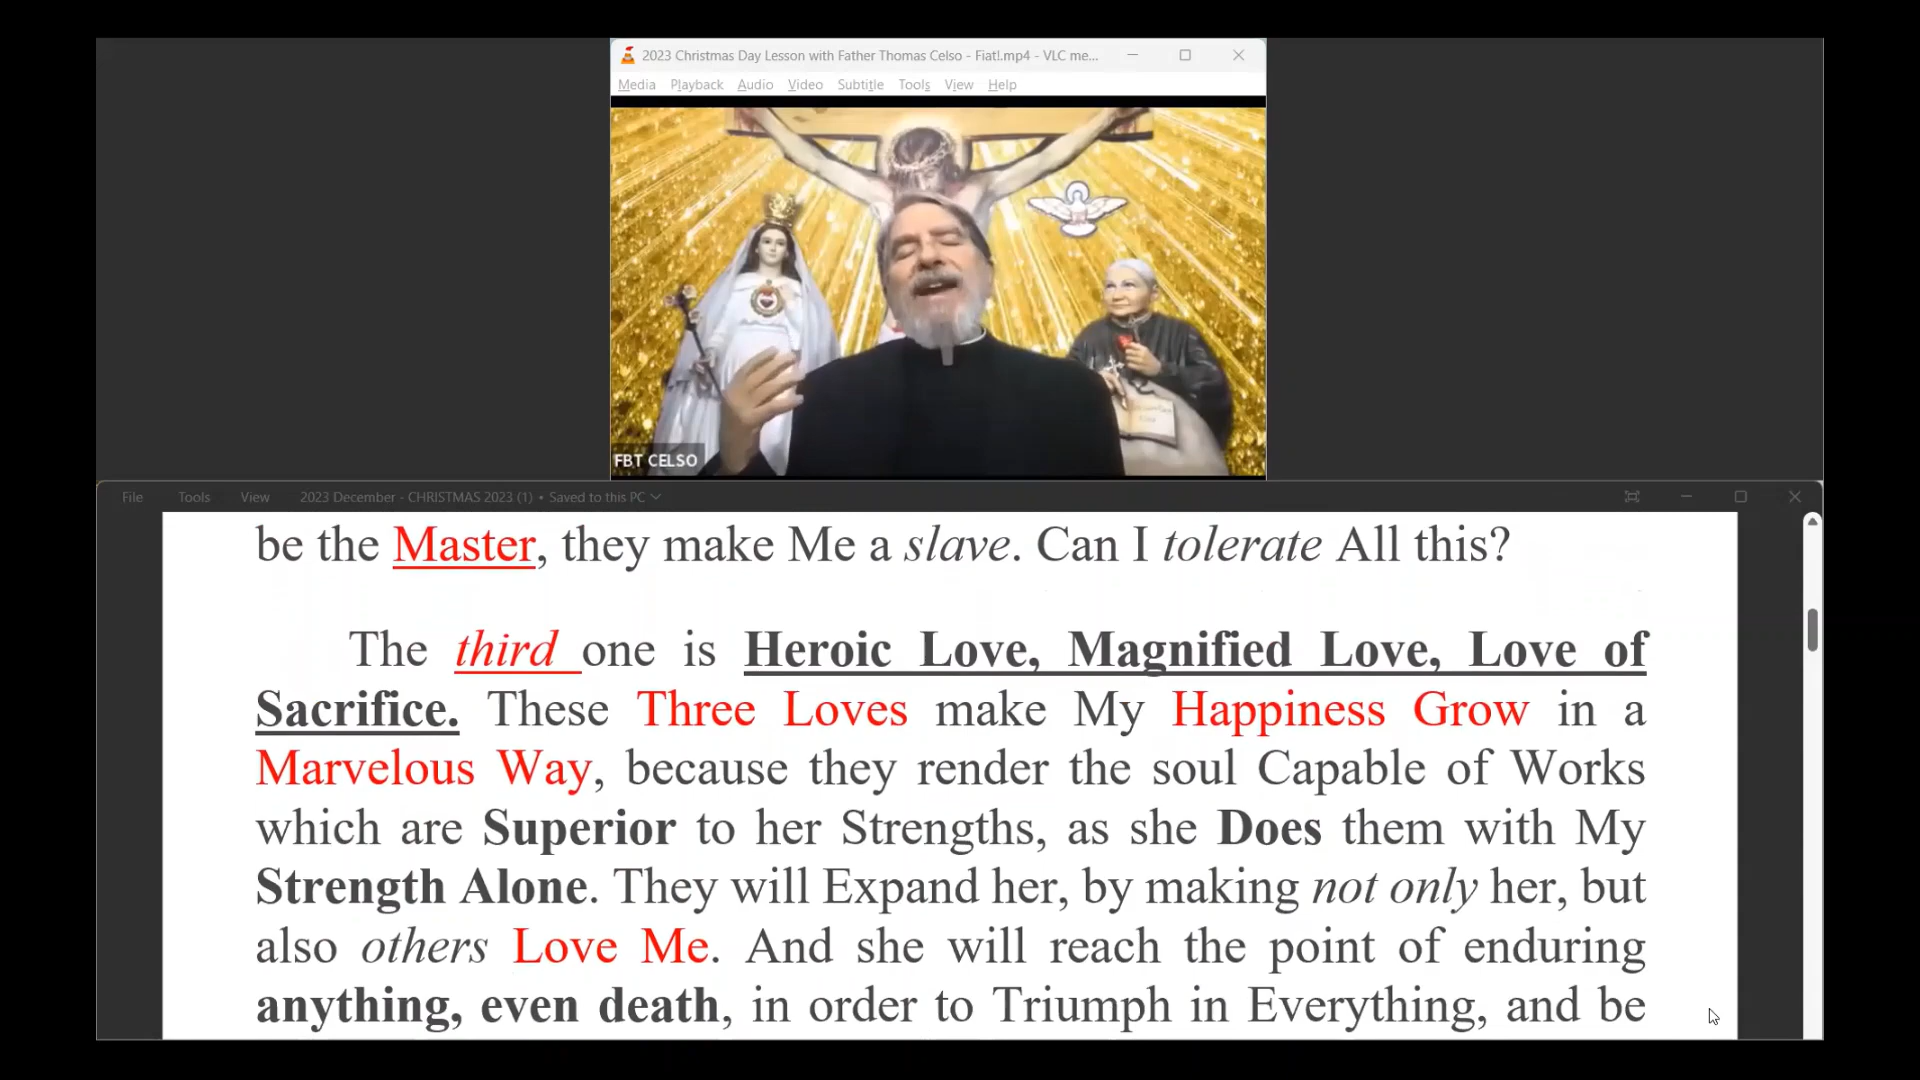 2023 Christmas Day Lesson with Father Thomas Celso - Fiat!.mp4 - VLC me...
Media Playback Audio Video Subtitle Tools View Help
FBT CELSO
File Tools View 2023 December - CHRISTMAS 2023 (1) • Saved to this PC
be the Master, they make Me a slave. Can I tolerate All this?
The third one is Heroic Love, Magnified Love, Love of
Sacrifice. These Three Loves make My Happiness Grow in a
Marvelous Way, because they render the soul Capable of Works
which are Superior to her Strengths, as she Does them with My
Strength Alone. They will Expand her, by making not only her, but
also others Love Me. And she will reach the point of enduring
anything, even death, in order to Triumph in Everything, and be